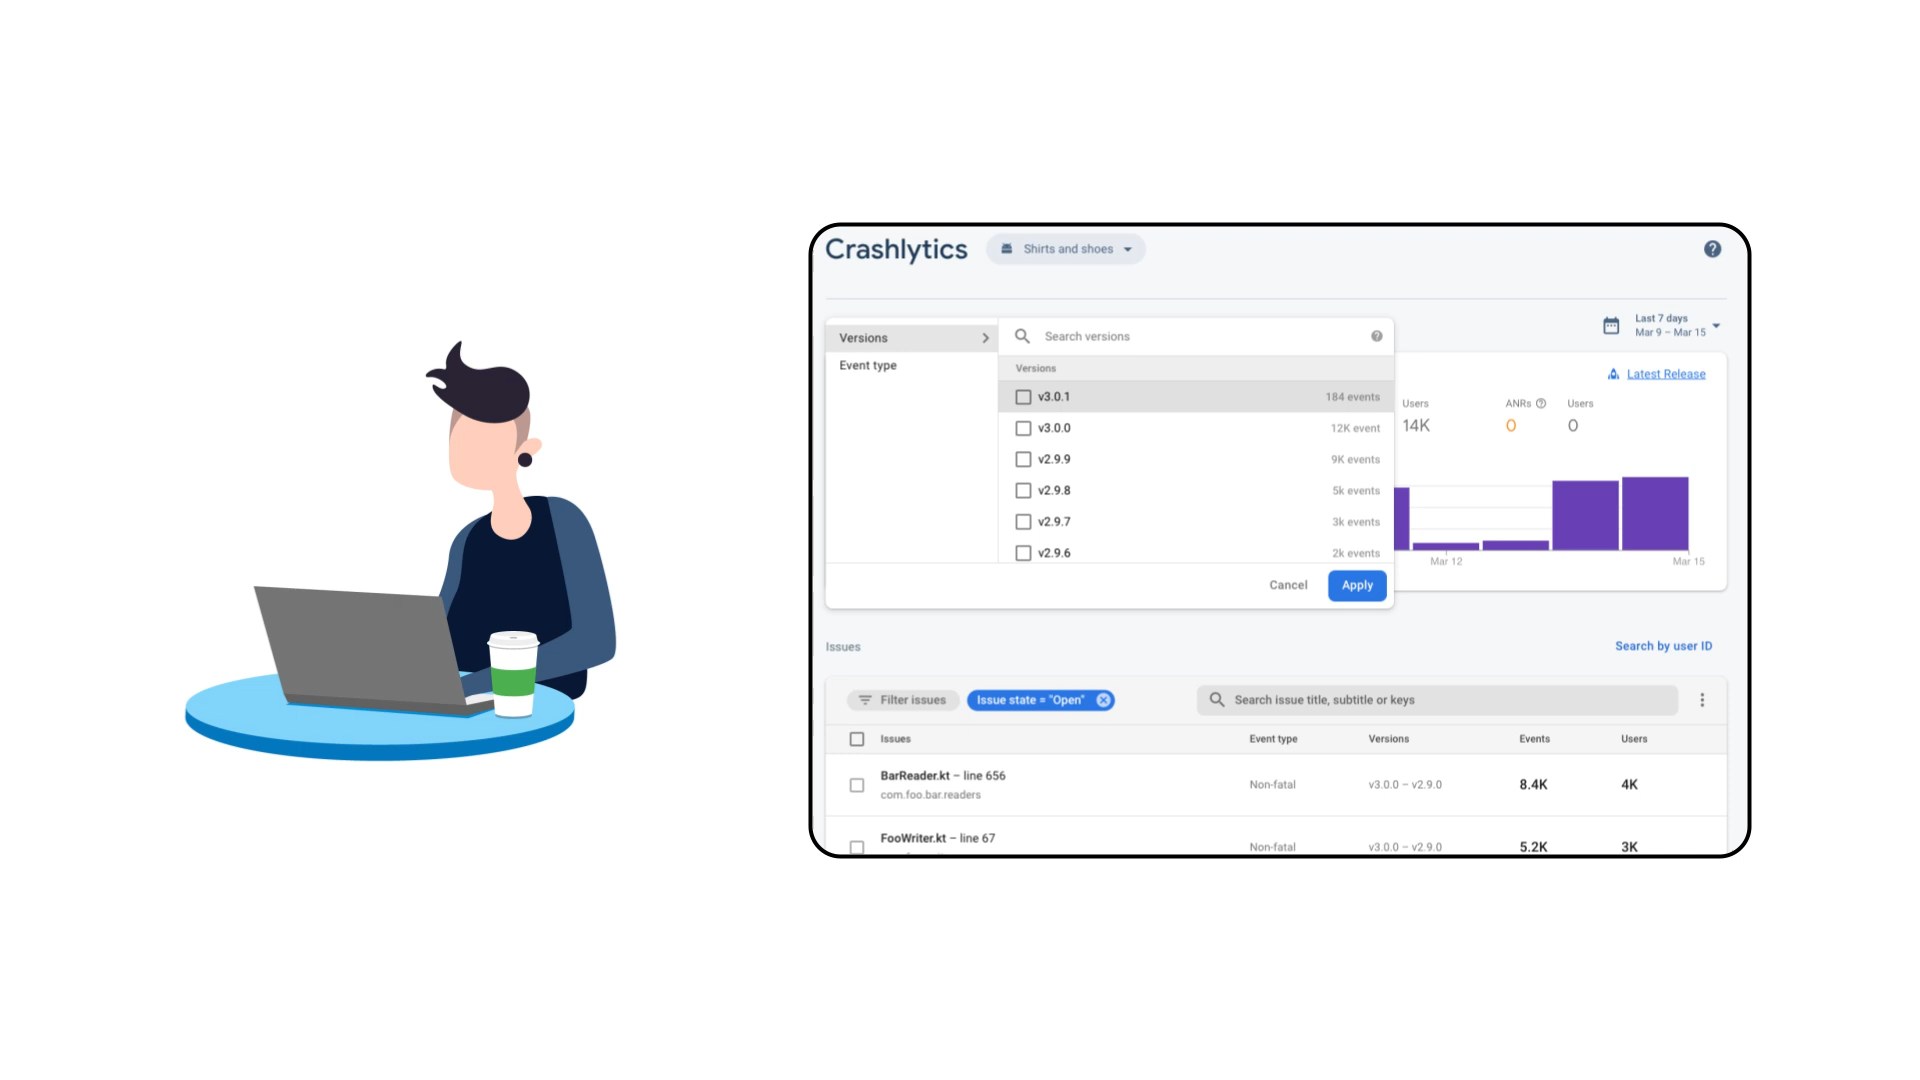 Crashlytics
Shirts and shoes
Last 7 days
Mar 9 – Mar 15
Versions
Event type
Search versions
Versions
v3.0.1 184 events
v3.0.0 12K event
v2.9.9 9K events
v2.9.8 5k events
v2.9.7 3k events
v2.9.6 2k events
Cancel Apply
Latest Release
Users ANRs Users
14K 0 0
Mar 12 Mar 15
Issues Search by user ID
Filter issues Issue state = "Open" Search issue title, subtitle or keys
Issues Event type Versions Events Users
BarReader.kt – line 656
com.foo.bar.readers
Non-fatal v3.0.0 – v2.9.0 8.4K 4K
FooWriter.kt – line 67
Non-fatal v3.0.0 – v2.9.0 5.2K 3K